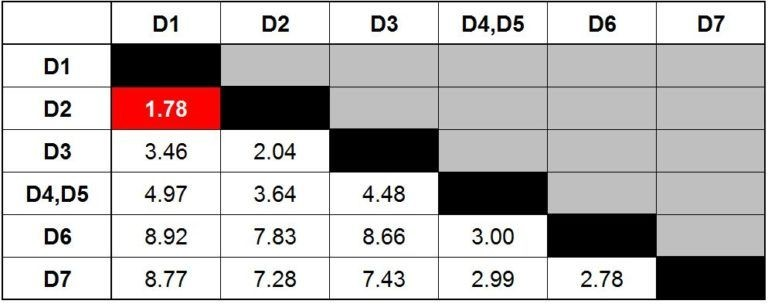 D1 D2 D3 D4,D5 D6 D7
D1
D2 1.78
D3 3.46 2.04
D4,D5 4.97 3.64 4.48
D6 8.92 7.83 8.66 3.00
D7 8.77 7.28 7.43 2.99 2.78